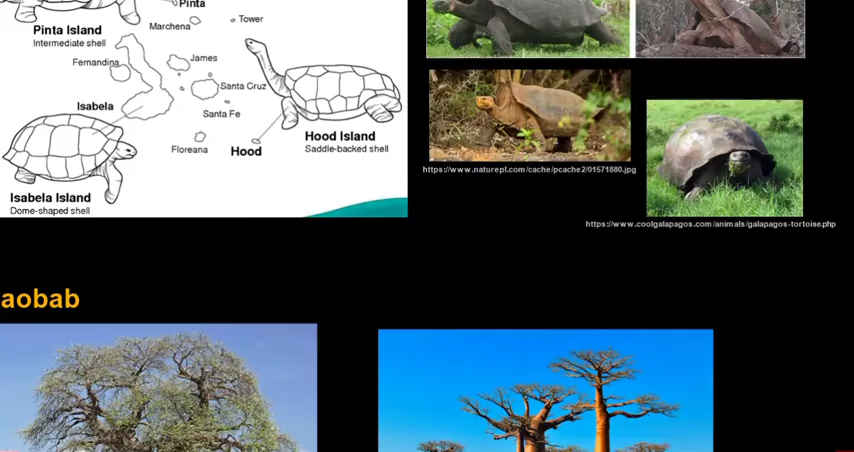 Pinta
Pinta Island
Intermediate shell
Marchena
Tower
Fernandina
James
Santa Cruz
Isabela
Santa Fe
Floreana
Hood
Hood Island
Saddle-backed shell
Isabela Island
Dome-shaped shell
https://www.naturepl.com/cache/pcache2/01571880.jpg
https://www.coolgalapagos.com/animals/galapagos-tortoise.php
aobab